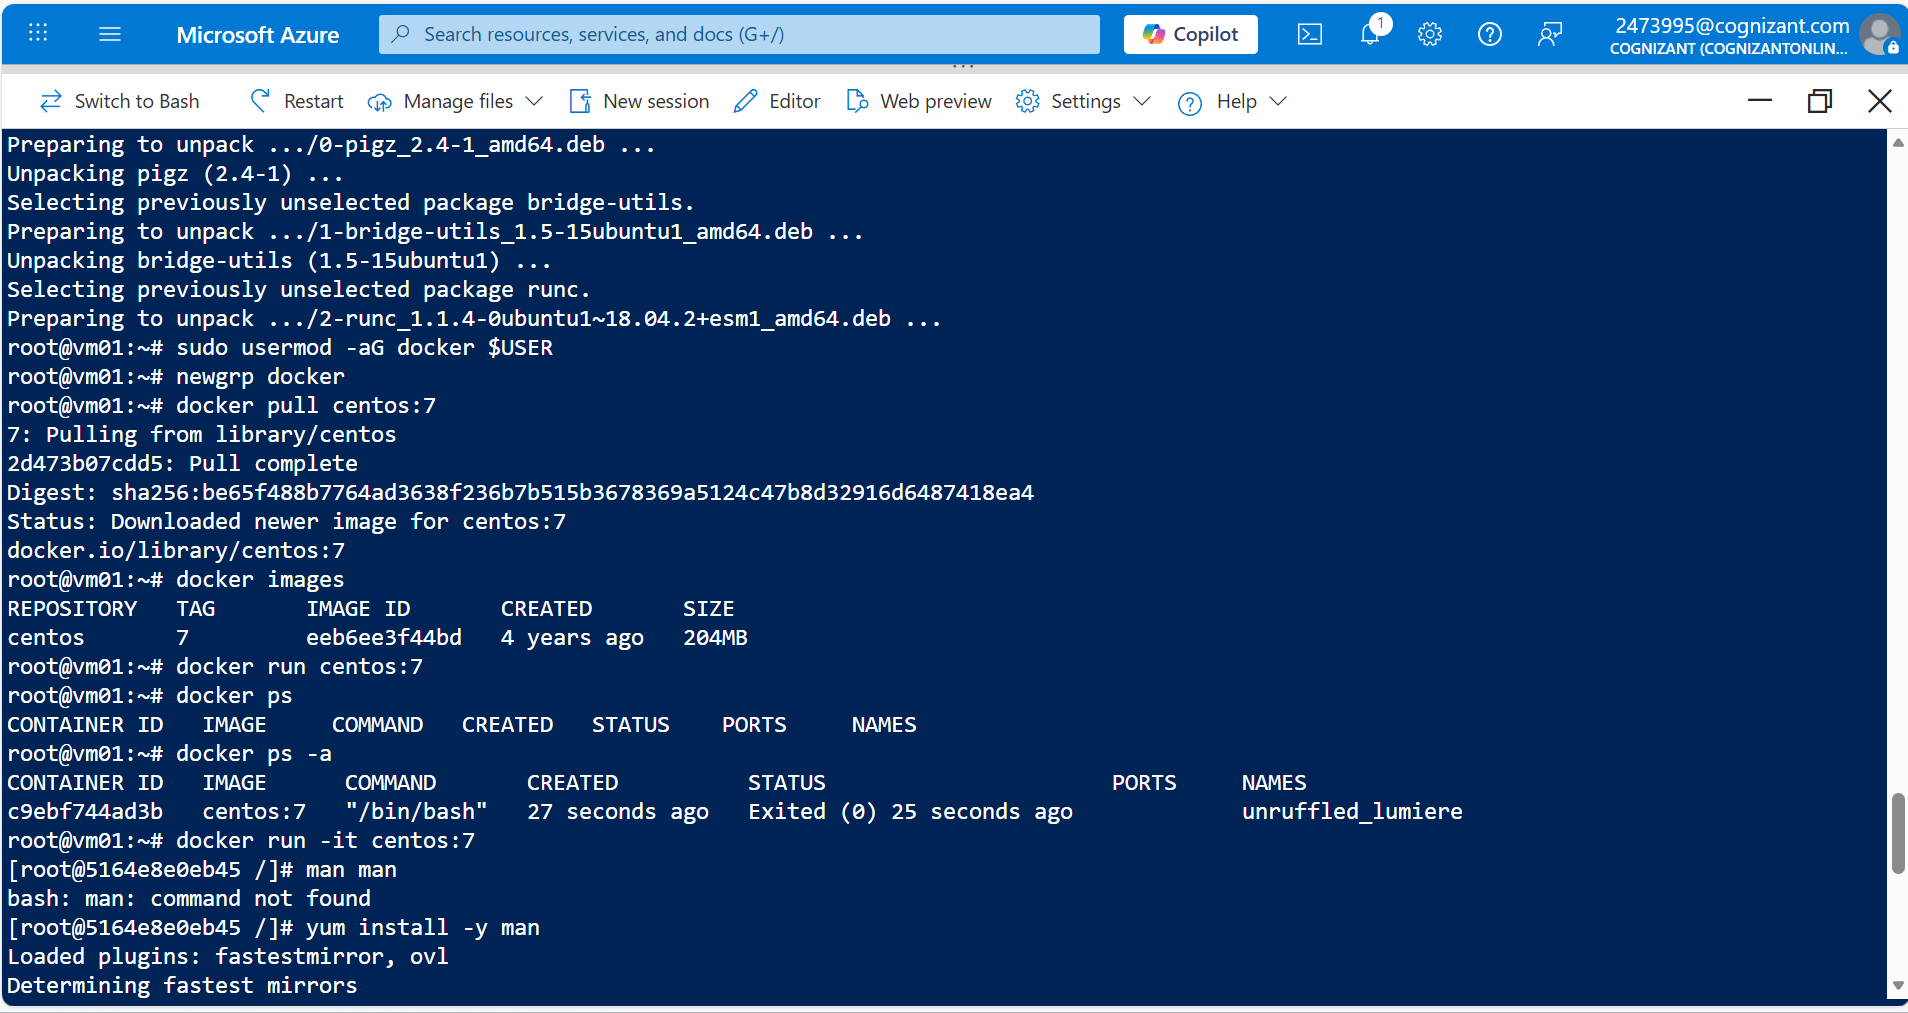 Microsoft Azure
Search resources, services, and docs (G+/)
Copilot
1
2473995@cognizant.com
COGNIZANT (COGNIZANTONLIN...
Switch to Bash
Restart
Manage files
New session
Editor
Web preview
Settings
Help
Preparing to unpack .../0-pigz_2.4-1_amd64.deb ...
Unpacking pigz (2.4-1) ...
Selecting previously unselected package bridge-utils.
Preparing to unpack .../1-bridge-utils_1.5-15ubuntu1_amd64.deb ...
Unpacking bridge-utils (1.5-15ubuntu1) ...
Selecting previously unselected package runc.
Preparing to unpack .../2-runc_1.1.4-0ubuntu1~18.04.2+esm1_amd64.deb ...
root@vm01:~# sudo usermod -aG docker $USER
root@vm01:~# newgrp docker
root@vm01:~# docker pull centos:7
7: Pulling from library/centos
2d473b07cdd5: Pull complete
Digest: sha256:be65f488b7764ad3638f236b7b515b3678369a5124c47b8d32916d6487418ea4
Status: Downloaded newer image for centos:7
docker.io/library/centos:7
root@vm01:~# docker images
REPOSITORY   TAG       IMAGE ID       CREATED       SIZE
centos       7         eeb6ee3f44bd   4 years ago   204MB
root@vm01:~# docker run centos:7
root@vm01:~# docker ps
CONTAINER ID   IMAGE     COMMAND   CREATED   STATUS    PORTS     NAMES
root@vm01:~# docker ps -a
CONTAINER ID   IMAGE      COMMAND       CREATED          STATUS                      PORTS     NAMES
c9ebf744ad3b   centos:7   "/bin/bash"   27 seconds ago   Exited (0) 25 seconds ago             unruffled_lumiere
root@vm01:~# docker run -it centos:7
[root@5164e8e0eb45 /]# man man
bash: man: command not found
[root@5164e8e0eb45 /]# yum install -y man
Loaded plugins: fastestmirror, ovl
Determining fastest mirrors